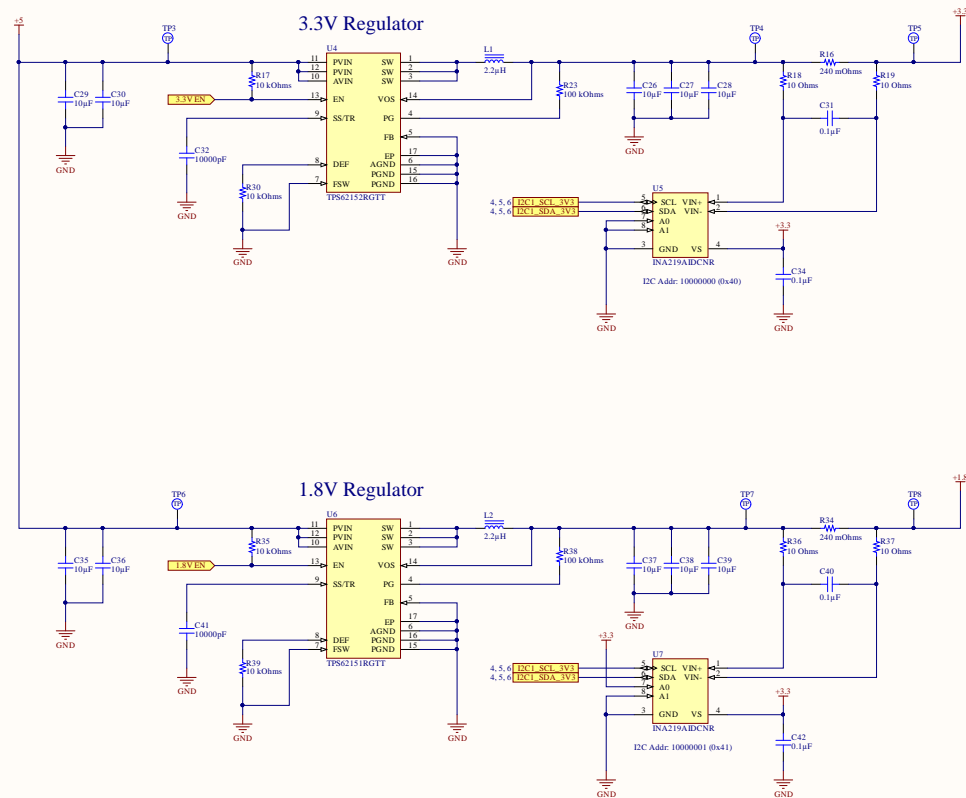 +5
3.3V Regulator
TP3
TP
TP4
TP
TP5
TP
+3.3
U4
11 PVIN SW 1
12 PVIN SW 2
10 AVIN SW 3
13 EN VOS 14
9 SS/TR PG 4
FB 5
EP 17
8 DEF AGND 6
PGND 15
7 FSW PGND 16
TPS62152RGTT
L1
2.2µH
R17
10 kOhms
3.3V EN
C29
10µF
C30
10µF
GND
C32
10000pF
GND
R30
10 kOhms
GND
GND
R23
100 kOhms
C26
10µF
C27
10µF
C28
10µF
GND
R16
240 mOhms
R18
10 Ohms
R19
10 Ohms
C31
0.1µF
U5
4, 5, 6 I2C1_SCL_3V3 5 SCL VIN+ 1
4, 5, 6 I2C1_SDA_3V3 6 SDA VIN- 2
7 A0
8 A1
3 GND VS 4
INA219AIDCNR
I2C Addr: 10000000 (0x40)
+3.3
C34
0.1µF
GND
GND
1.8V Regulator
TP6
TP
TP7
TP
TP8
TP
+1.8
U6
11 PVIN SW 1
12 PVIN SW 2
10 AVIN SW 3
13 EN VOS 14
9 SS/TR PG 4
FB 5
EP 17
AGND 6
8 DEF PGND 16
7 FSW PGND 15
TPS62151RGTT
L2
2.2µH
R35
10 kOhms
1.8V EN
C35
10µF
C36
10µF
GND
C41
10000pF
GND
R39
10 kOhms
GND
GND
R38
100 kOhms
C37
10µF
C38
10µF
C39
10µF
GND
R34
240 mOhms
R36
10 Ohms
R37
10 Ohms
C40
0.1µF
+3.3
U7
4, 5, 6 I2C1_SCL_3V3 5 SCL VIN+ 1
4, 5, 6 I2C1_SDA_3V3 6 SDA VIN- 2
7 A0
8 A1
3 GND VS 4
INA219AIDCNR
I2C Addr: 10000001 (0x41)
+3.3
C42
0.1µF
GND
GND